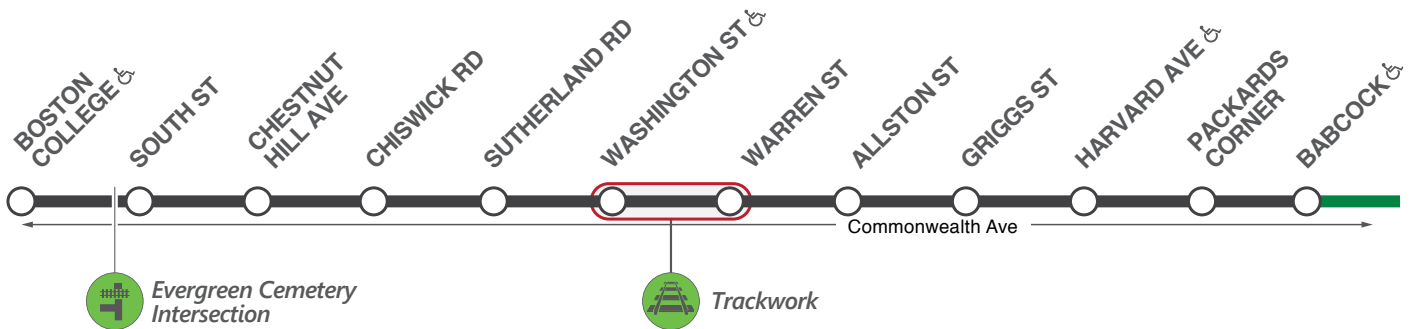 BOSTON
COLLEGE
SOUTH ST
CHESTNUT
HILL AVE
CHISWICK RD
SUTHERLAND RD
WASHINGTON ST
WARREN ST
ALLSTON ST
GRIGGS ST
HARVARD AVE
PACKARDS
CORNER
BABCOCK
Commonwealth Ave
Evergreen Cemetery
Intersection
Trackwork